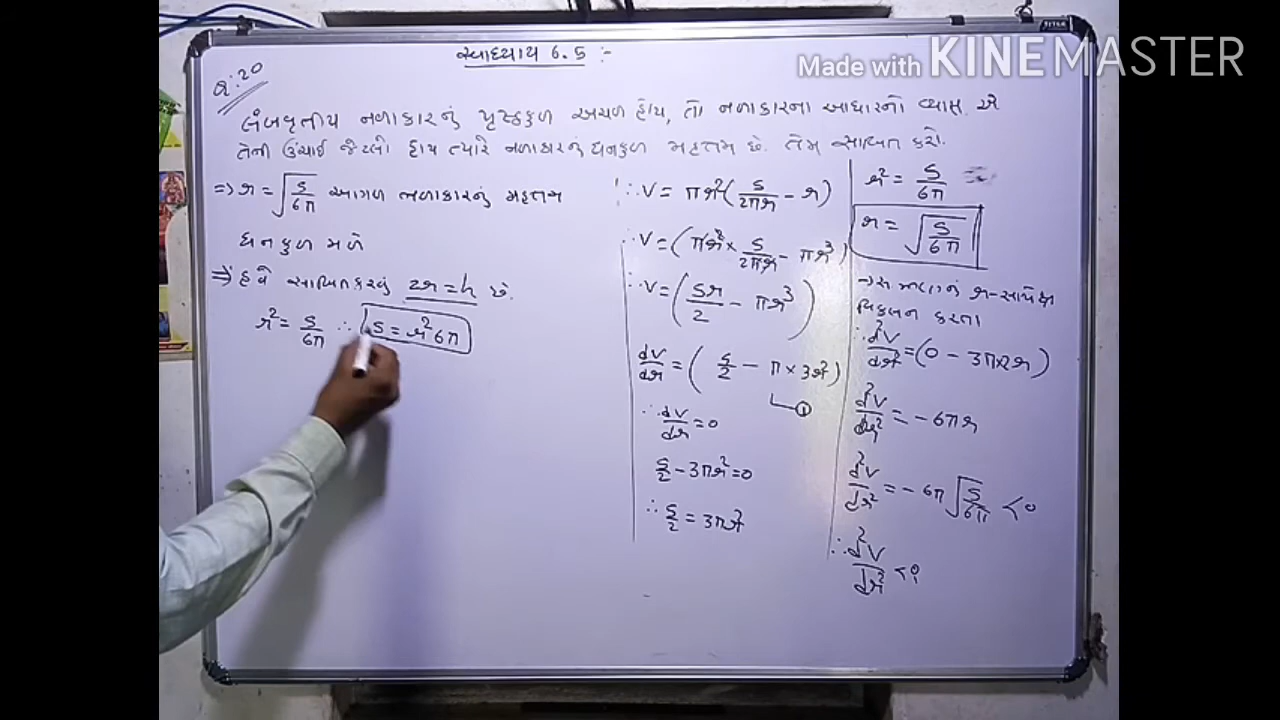 Made with KINEMASTER
સ્વાધ્યાય 6.5 :-
Q:20
લંબવૃતીય નળાકારનું પૃષ્ઠફળ અચળ હોય, તો નળાકારના આધારનો વ્યાસ એ
તેની ઉંચાઈ જેટલો હોય ત્યારે નળાકારનું ઘનફળ મહત્તમ છે. તેમ સાબિત કરો.
⇒ r = √(S/6π) આગળ નળાકારનું મહત્તમ
ઘનફળ મળે
⇒ હવે સાબિત કરવું 2r = h છે.
r² = S/6π ∴ S = r²6π
∴ V = πr²(S/2πr - r)
∴ V = (πr² × S/2πr - πr³)
∴ V = (Sr/2 - πr³)
dV/dr = (S/2 - π × 3r²)
①
∴ dV/dr = 0
S/2 - 3πr² = 0
∴ S/2 = 3πr²
r² = S/6π
r = √(S/6π)
r-સાપેક્ષ
વિકલન કરતા
∴ d²V/dr² = (0 - 3π×2r)
d²V/dr² = -6πr
d²V/dr² = -6π√(S/6π) < 0
∴ d²V/dr² < 0